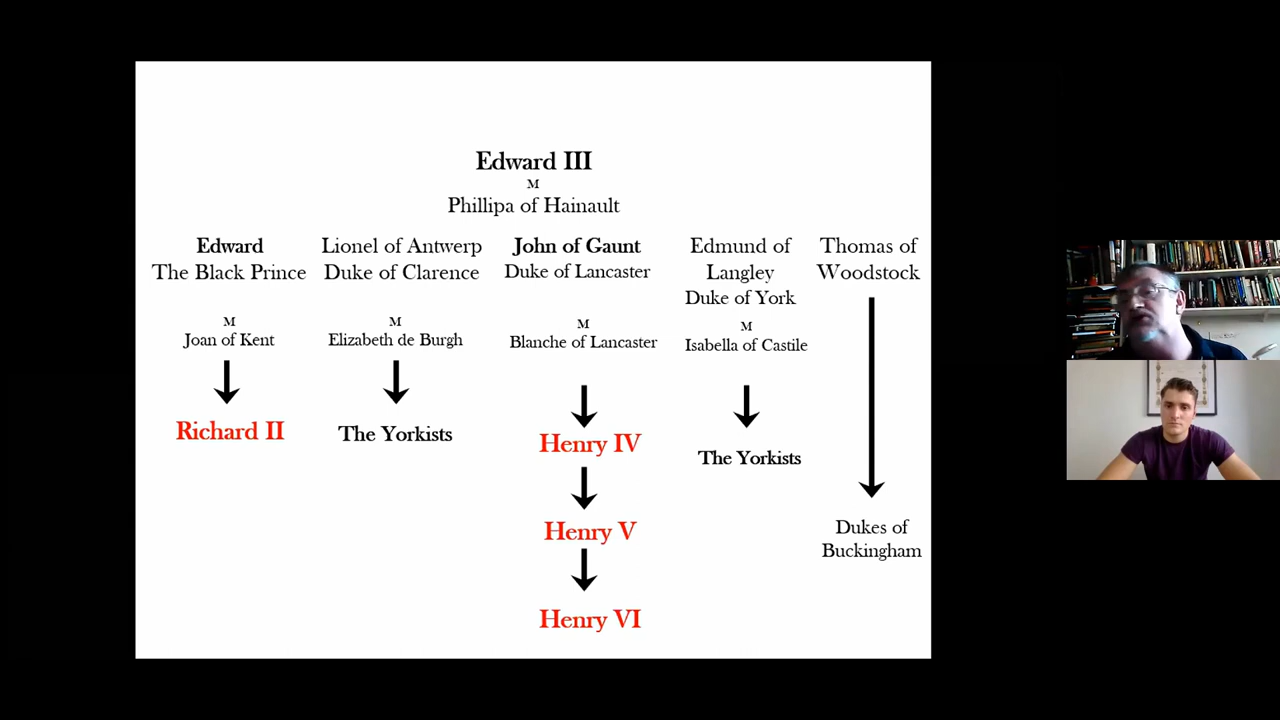 Edward III
M
Phillipa of Hainault
Edward
The Black Prince
M
Joan of Kent
Richard II
Lionel of Antwerp
Duke of Clarence
M
Elizabeth de Burgh
The Yorkists
John of Gaunt
Duke of Lancaster
M
Blanche of Lancaster
Henry IV
Henry V
Henry VI
Edmund of
Langley
Duke of York
M
Isabella of Castile
The Yorkists
Thomas of
Woodstock
Dukes of
Buckingham